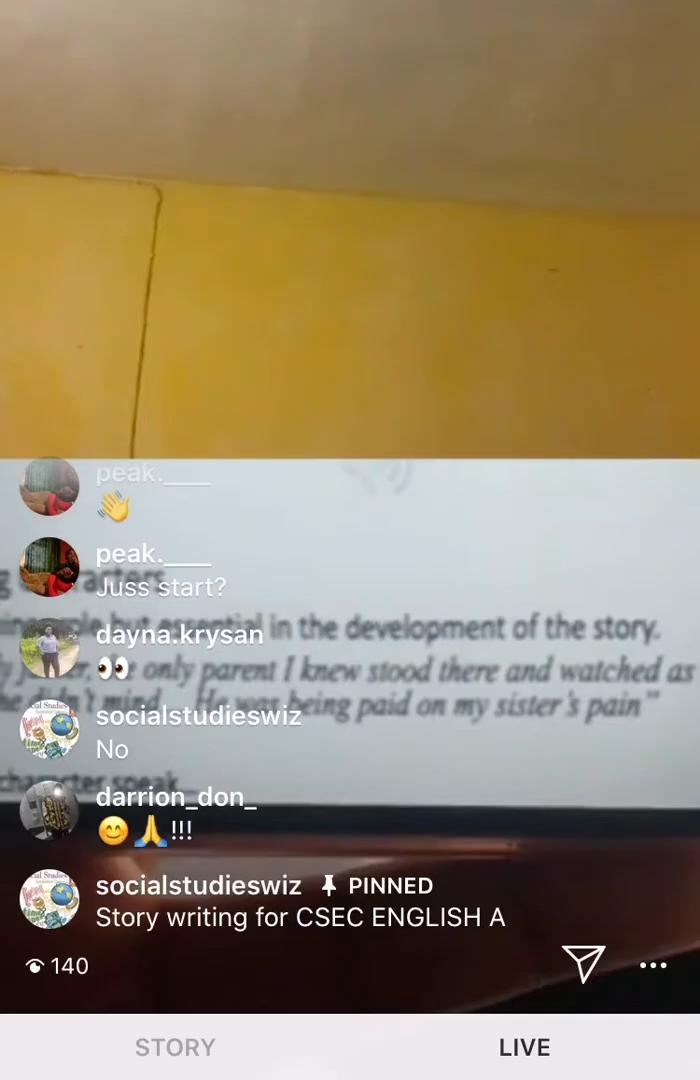 peak.____
👋
peak.____
Juss start?
dayna.krysan
👀
in the development of the story.
only parent I knew stood there and watched as
being paid on my sister's pain"
socialstudieswiz
No
character speak
darrion_don_
😊🙏!!!
socialstudieswiz PINNED
Story writing for CSEC ENGLISH A
140
STORY LIVE